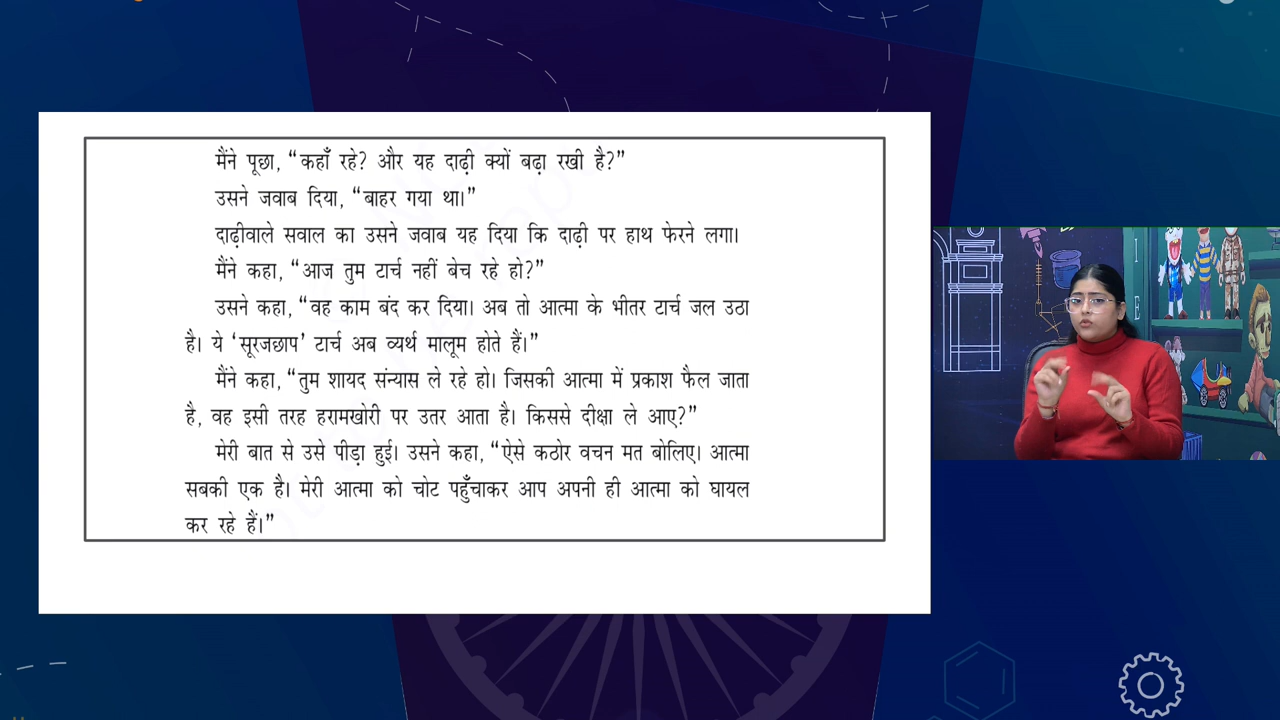 मैंने पूछा, “कहाँ रहे? और यह दाढ़ी क्यों बढ़ा रखी है?”
उसने जवाब दिया, “बाहर गया था।”
दाढ़ीवाले सवाल का उसने जवाब यह दिया कि दाढ़ी पर हाथ फेरने लगा।
मैंने कहा, “आज तुम टार्च नहीं बेच रहे हो?”
उसने कहा, “वह काम बंद कर दिया। अब तो आत्मा के भीतर टार्च जल उठा
है। ये ‘सूरजछाप’ टार्च अब व्यर्थ मालूम होते हैं।”
मैंने कहा, “तुम शायद संन्यास ले रहे हो। जिसकी आत्मा में प्रकाश फैल जाता
है, वह इसी तरह हरामखोरी पर उतर आता है। किससे दीक्षा ले आए?”
मेरी बात से उसे पीड़ा हुई। उसने कहा, “ऐसे कठोर वचन मत बोलिए। आत्मा
सबकी एक है। मेरी आत्मा को चोट पहुँचाकर आप अपनी ही आत्मा को घायल
कर रहे हैं।”